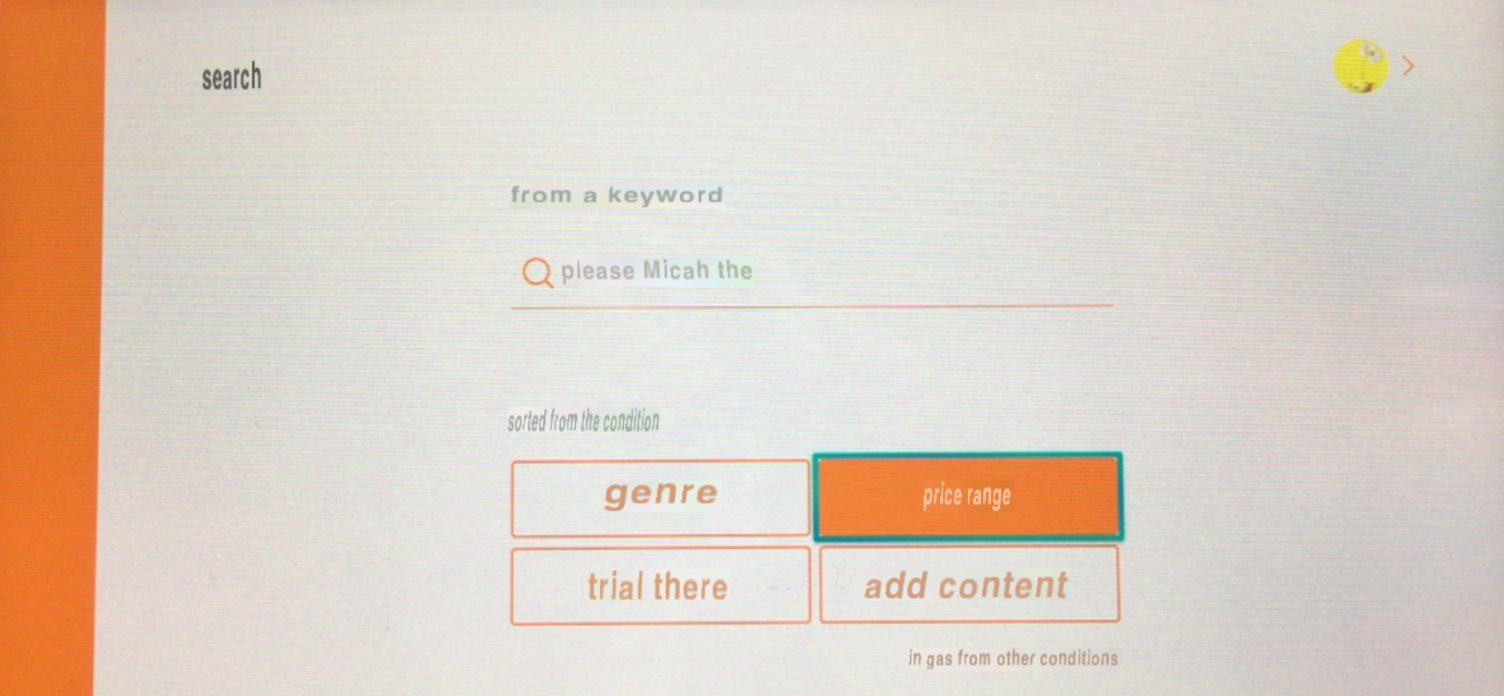 search
from a keyword
please Micah the
sorted from the condition
genre
price range
trial there
add content
in gas from other conditions